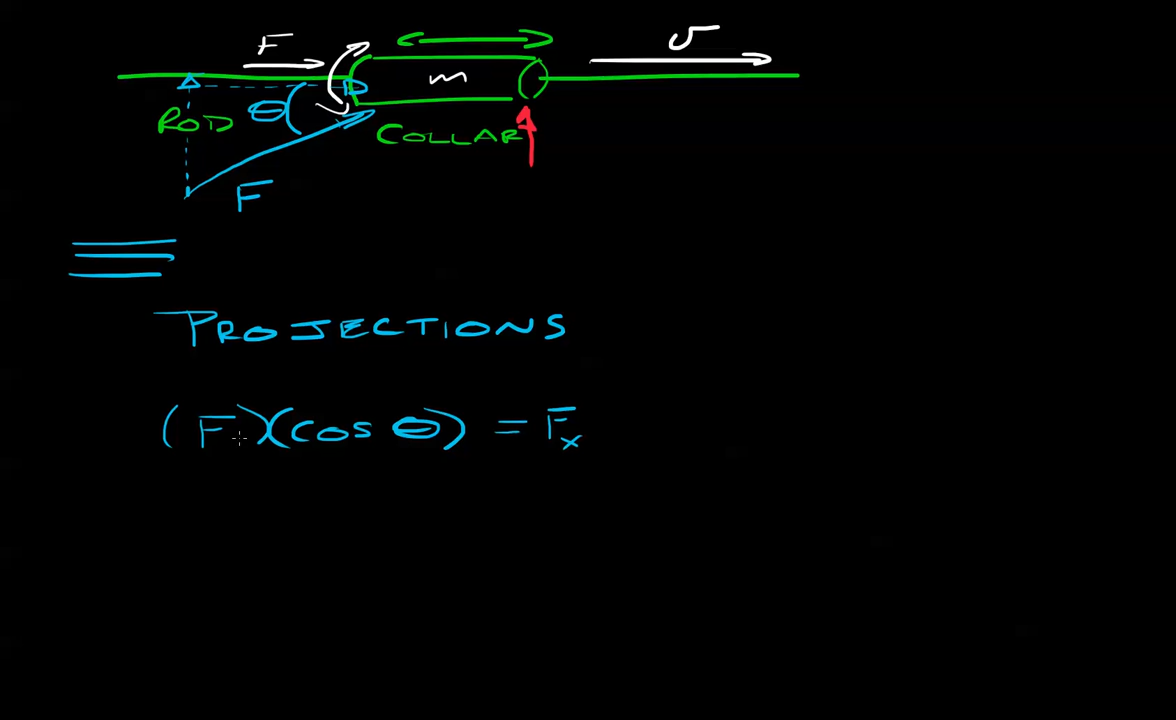 F
v
m
ROD
θ
COLLAR
F
PROJECTIONS
(F)(cos θ) = Fx